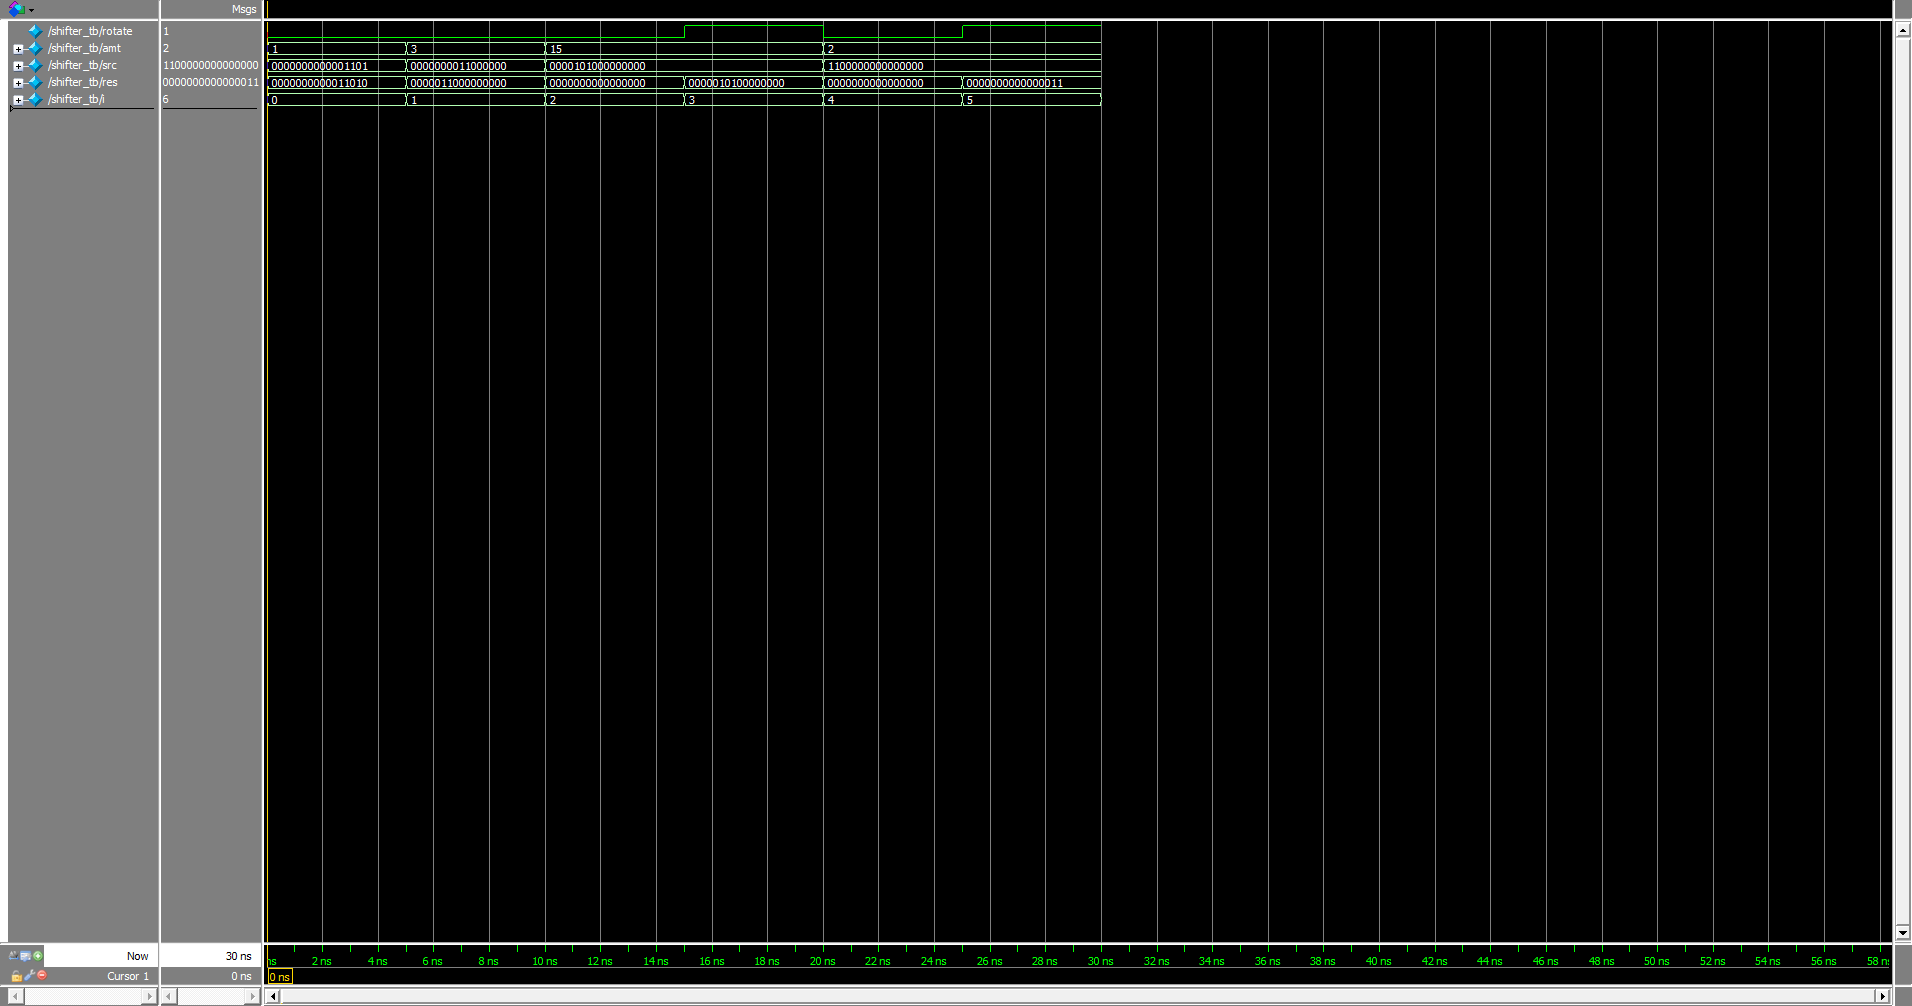 Msgs
/shifter_tb/rotate 1
/shifter_tb/amt 2 1 3 15 2
/shifter_tb/src 1100000000000000 0000000000001101 0000000011000000 0000101000000000 1100000000000000
/shifter_tb/res 0000000000000011 0000000000011010 0000011000000000 0000000000000000 0000010100000000 0000000000000000 0000000000000011
/shifter_tb/i 6 0 1 2 3 4 5
Now 30 ns ns 2 ns 4 ns 6 ns 8 ns 10 ns 12 ns 14 ns 16 ns 18 ns 20 ns 22 ns 24 ns 26 ns 28 ns 30 ns 32 ns 34 ns 36 ns 38 ns 40 ns 42 ns 44 ns 46 ns 48 ns 50 ns 52 ns 54 ns 56 ns 58 n
Cursor 1 0 ns 0 ns